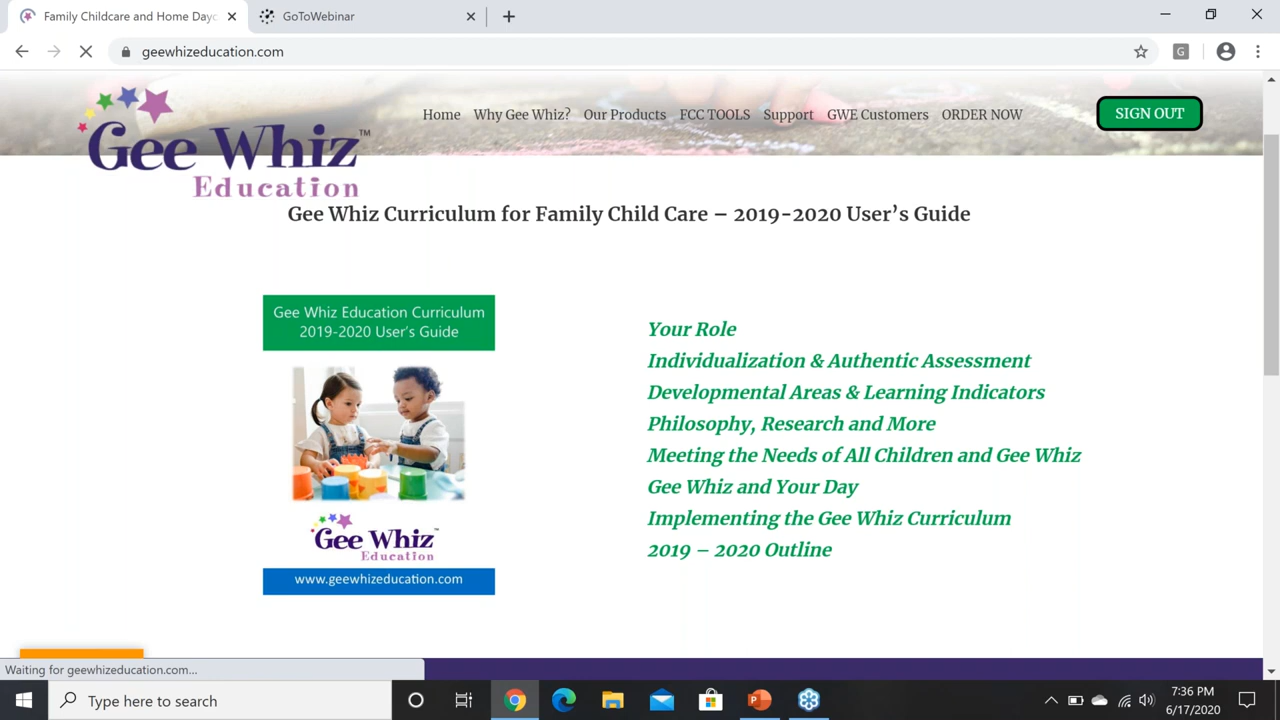 Family Childcare and Home Dayc
GoToWebinar
geewhizeducation.com
G
Gee Whiz™
Education
Home Why Gee Whiz? Our Products FCC TOOLS Support GWE Customers ORDER NOW
SIGN OUT
Gee Whiz Curriculum for Family Child Care – 2019-2020 User’s Guide
Gee Whiz Education Curriculum
2019-2020 User's Guide
Gee Whiz™
Education
www.geewhizeducation.com
Your Role
Individualization & Authentic Assessment
Developmental Areas & Learning Indicators
Philosophy, Research and More
Meeting the Needs of All Children and Gee Whiz
Gee Whiz and Your Day
Implementing the Gee Whiz Curriculum
2019 – 2020 Outline
Waiting for geewhizeducation.com...
Type here to search
7:36 PM
6/17/2020